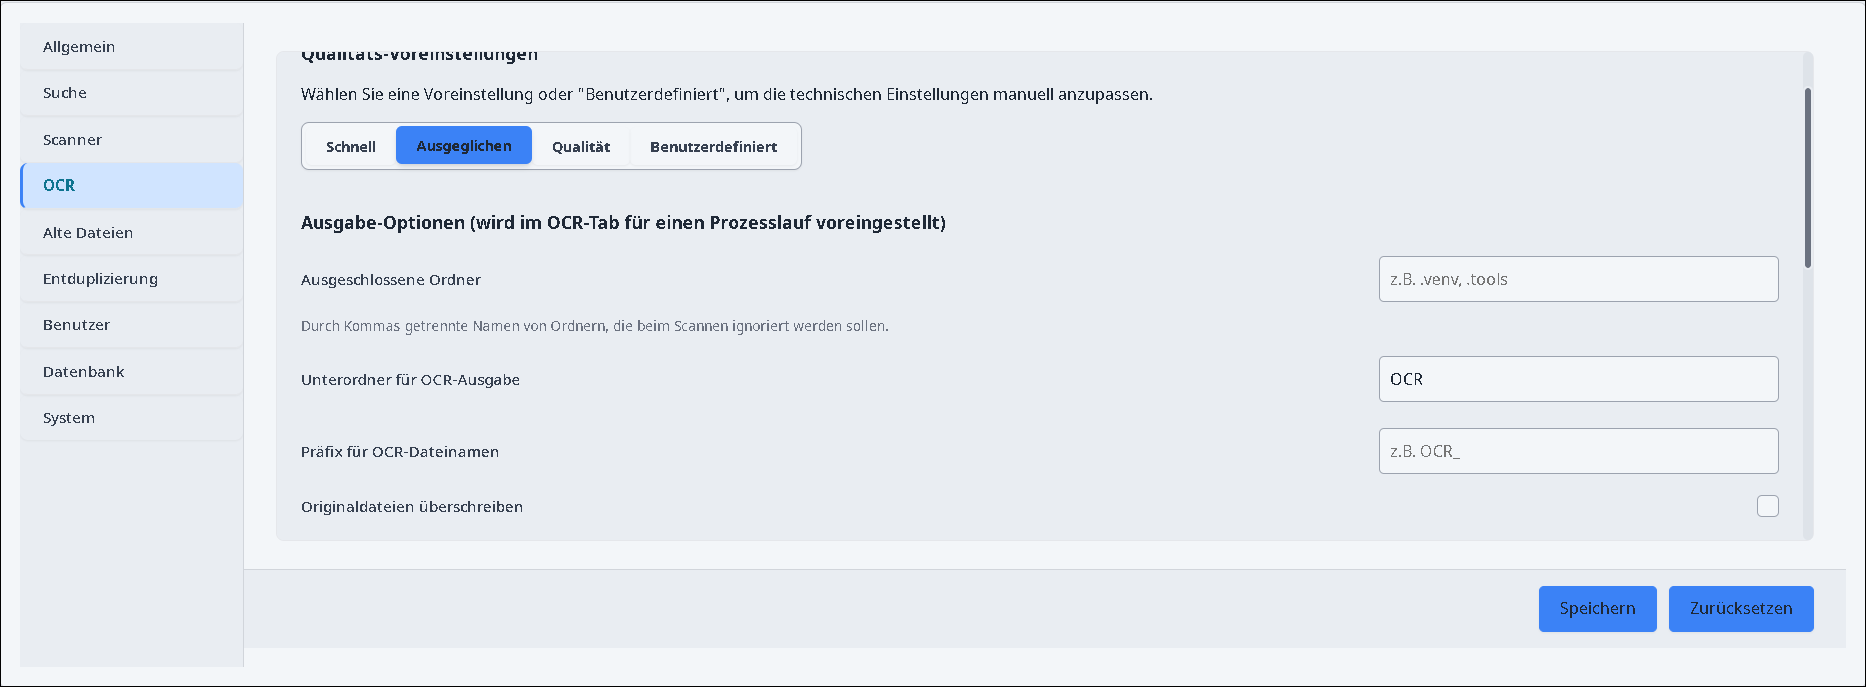 Allgemein
Suche
Scanner
OCR
Alte Dateien
Entduplizierung
Benutzer
Datenbank
System
Qualitäts-Voreinstellungen
Wählen Sie eine Voreinstellung oder "Benutzerdefiniert", um die technischen Einstellungen manuell anzupassen.
Schnell Ausgeglichen Qualität Benutzerdefiniert
Ausgabe-Optionen (wird im OCR-Tab für einen Prozesslauf voreingestellt)
Ausgeschlossene Ordner z.B. .venv, .tools
Durch Kommas getrennte Namen von Ordnern, die beim Scannen ignoriert werden sollen.
Unterordner für OCR-Ausgabe OCR
Präfix für OCR-Dateinamen z.B. OCR_
Originaldateien überschreiben
Speichern Zurücksetzen